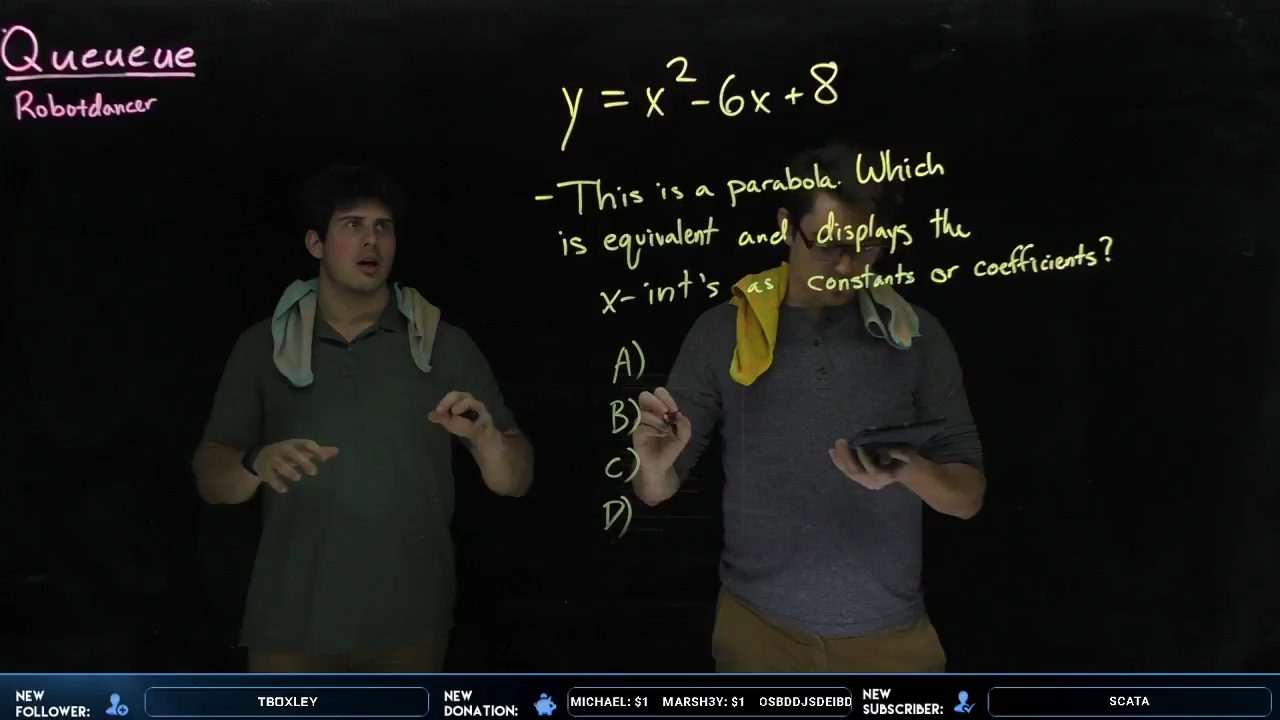 Queueue
Robotdancer
y = x² - 6x + 8
- This is a parabola. Which
is equivalent and displays the
x-int's as constants or coefficients?
A)
B)
C)
D)
NEW FOLLOWER: TBOXLEY
NEW DONATION: MICHAEL: $1 MARSH3Y: $1 OSBDDJSDEIBD
NEW SUBSCRIBER: SCATA